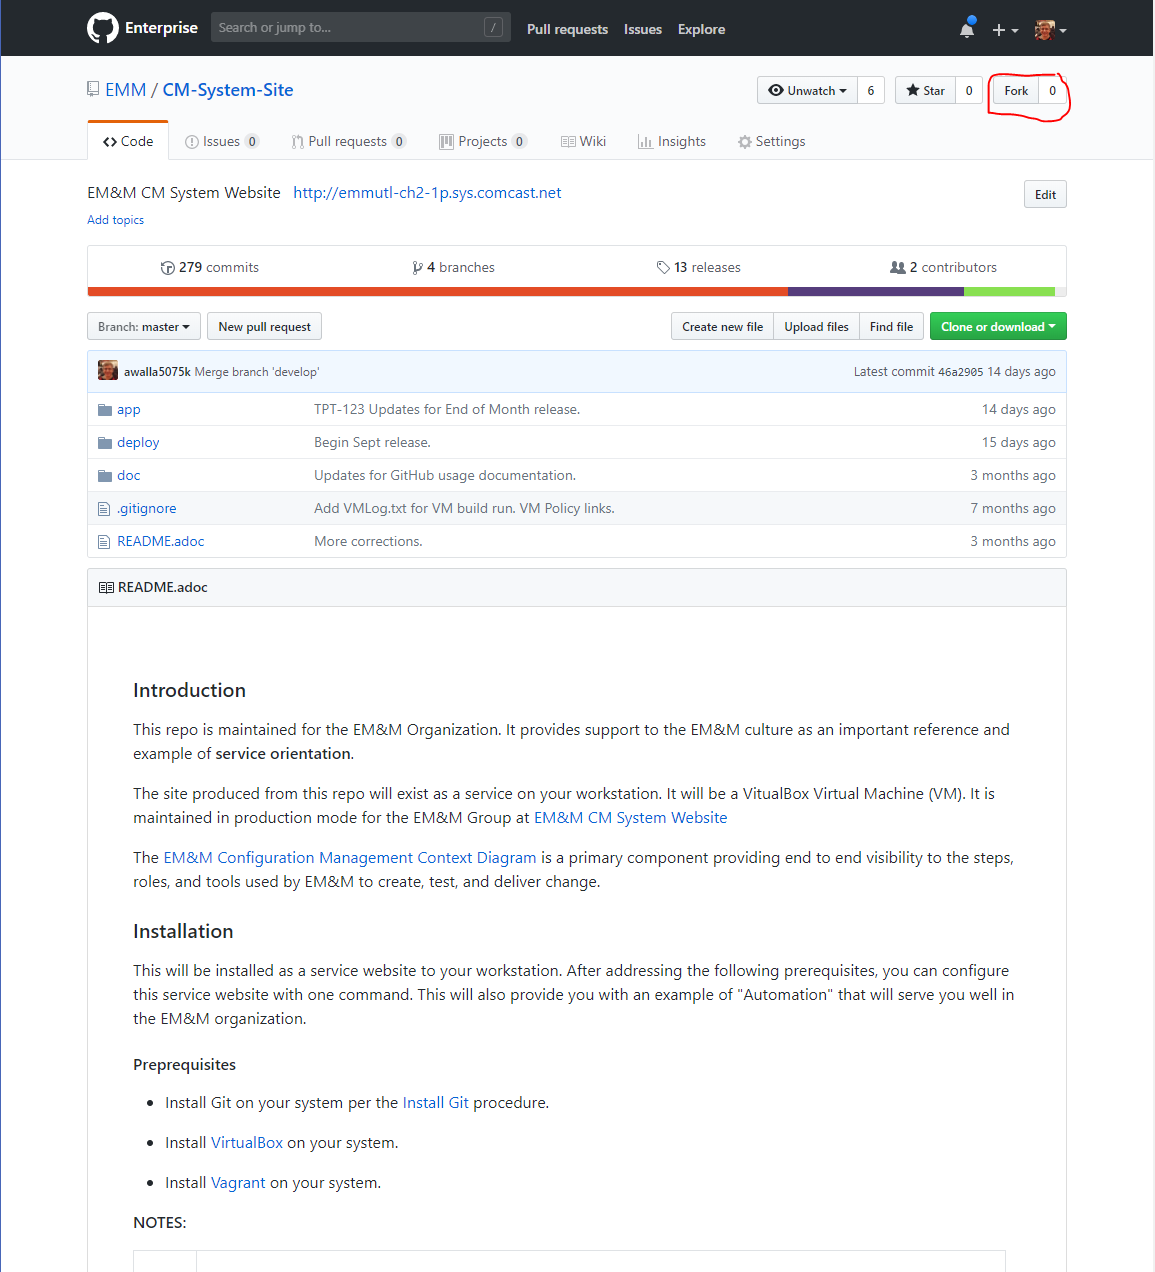 Enterprise Search or jump to... / Pull requests Issues Explore
EMM / CM-System-Site Unwatch 6 Star 0 Fork 0
Code Issues 0 Pull requests 0 Projects 0 Wiki Insights Settings
EM&M CM System Website http://emmutl-ch2-1p.sys.comcast.net Edit
Add topics
279 commits 4 branches 13 releases 2 contributors
Branch: master New pull request Create new file Upload files Find file Clone or download
awalla5075k Merge branch 'develop' Latest commit 46a2905 14 days ago
app TPT-123 Updates for End of Month release. 14 days ago
deploy Begin Sept release. 15 days ago
doc Updates for GitHub usage documentation. 3 months ago
.gitignore Add VMLog.txt for VM build run. VM Policy links. 7 months ago
README.adoc More corrections. 3 months ago
README.adoc
Introduction
This repo is maintained for the EM&M Organization. It provides support to the EM&M culture as an important reference and
example of service orientation.
The site produced from this repo will exist as a service on your workstation. It will be a VitualBox Virtual Machine (VM). It is
maintained in production mode for the EM&M Group at EM&M CM System Website
The EM&M Configuration Management Context Diagram is a primary component providing end to end visibility to the steps,
roles, and tools used by EM&M to create, test, and deliver change.
Installation
This will be installed as a service website to your workstation. After addressing the following prerequisites, you can configure
this service website with one command. This will also provide you with an example of "Automation" that will serve you well in
the EM&M organization.
Preprequisites
• Install Git on your system per the Install Git procedure.
• Install VirtualBox on your system.
• Install Vagrant on your system.
NOTES: